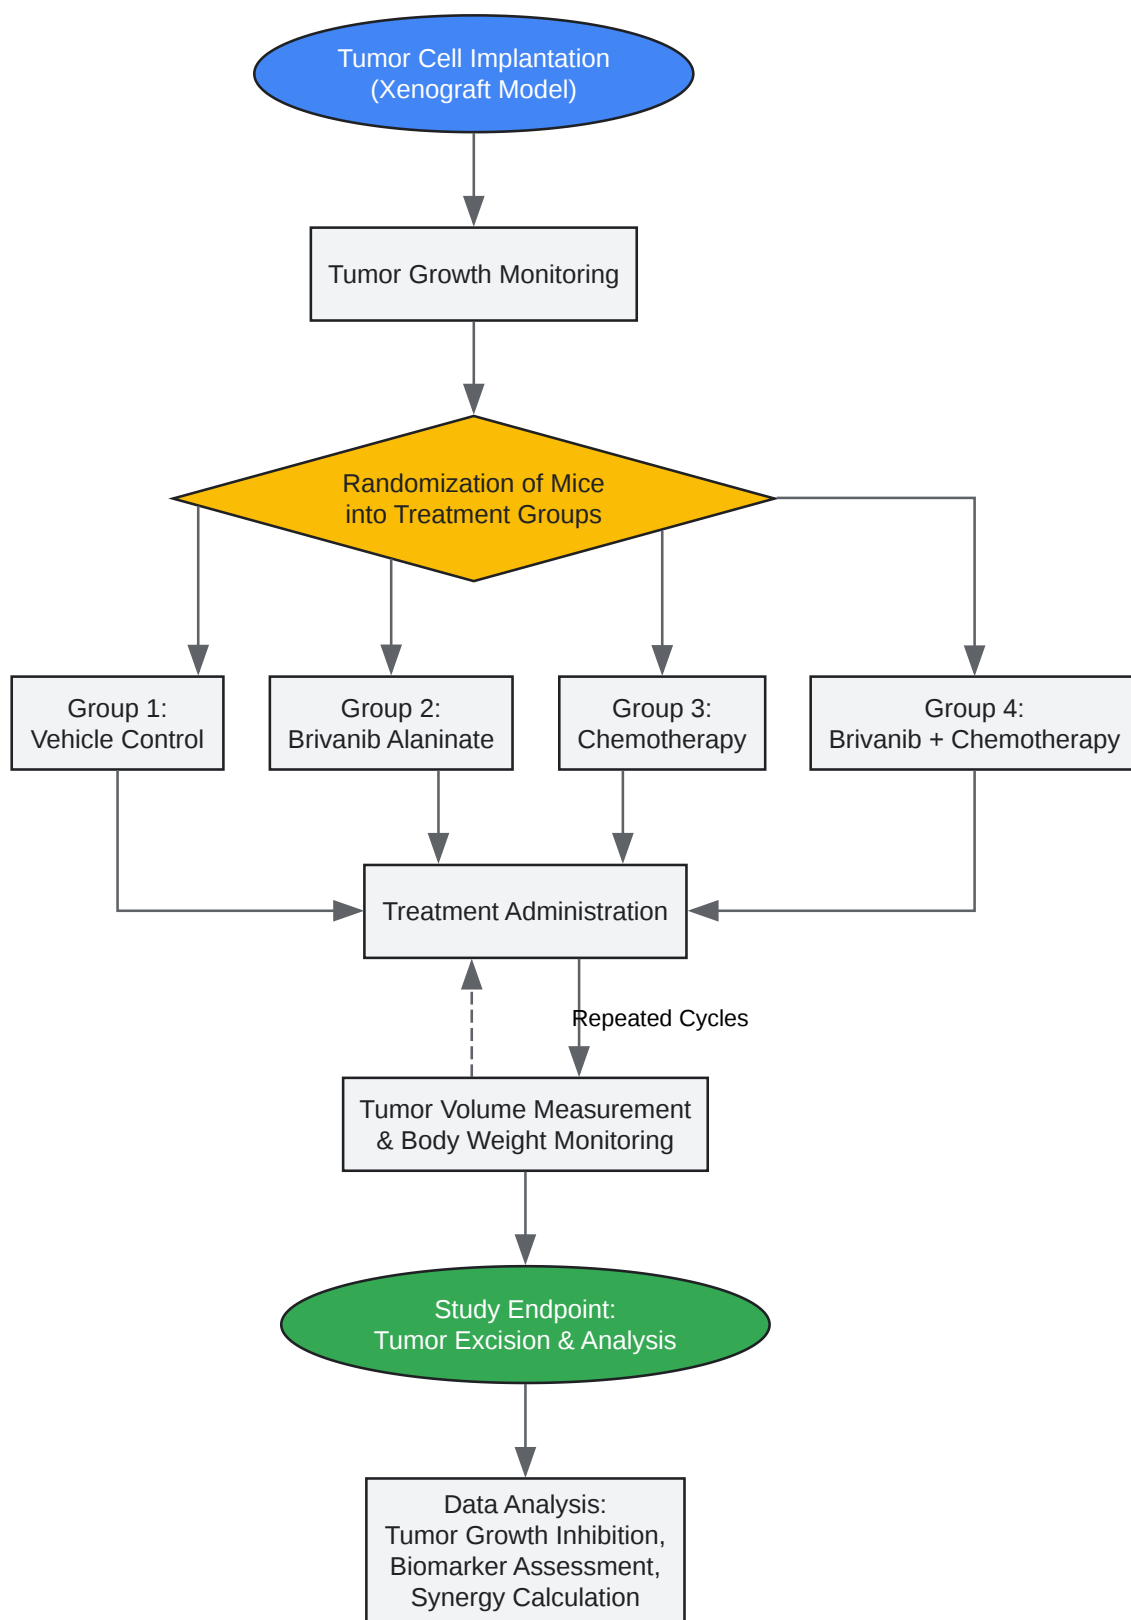 Tumor Cell Implantation
(Xenograft Model)
Tumor Growth Monitoring
Randomization of Mice
into Treatment Groups
Group 1:
Vehicle Control
Group 2:
Brivanib Alaninate
Group 3:
Chemotherapy
Group 4:
Brivanib + Chemotherapy
Treatment Administration
Repeated Cycles
Tumor Volume Measurement
& Body Weight Monitoring
Study Endpoint:
Tumor Excision & Analysis
Data Analysis:
Tumor Growth Inhibition,
Biomarker Assessment,
Synergy Calculation